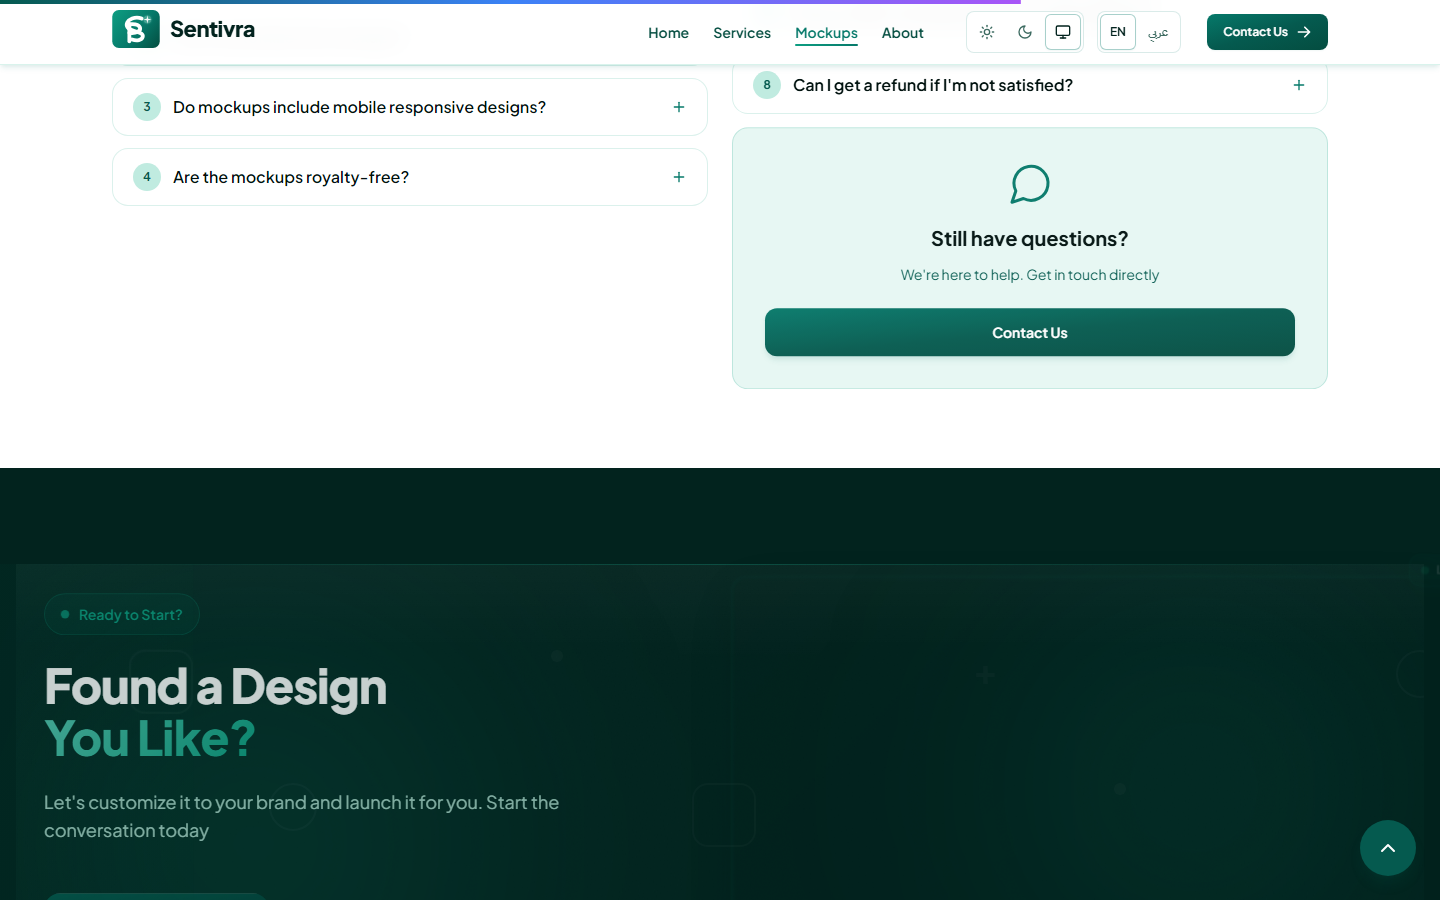 Sentivra
Home
Services
Mockups
About
EN
عربي
Contact Us
3
Do mockups include mobile responsive designs?
4
Are the mockups royalty-free?
8
Can I get a refund if I'm not satisfied?
Still have questions?
We're here to help. Get in touch directly
Contact Us
Ready to Start?
Found a Design
You Like?
Let's customize it to your brand and launch it for you. Start the
conversation today